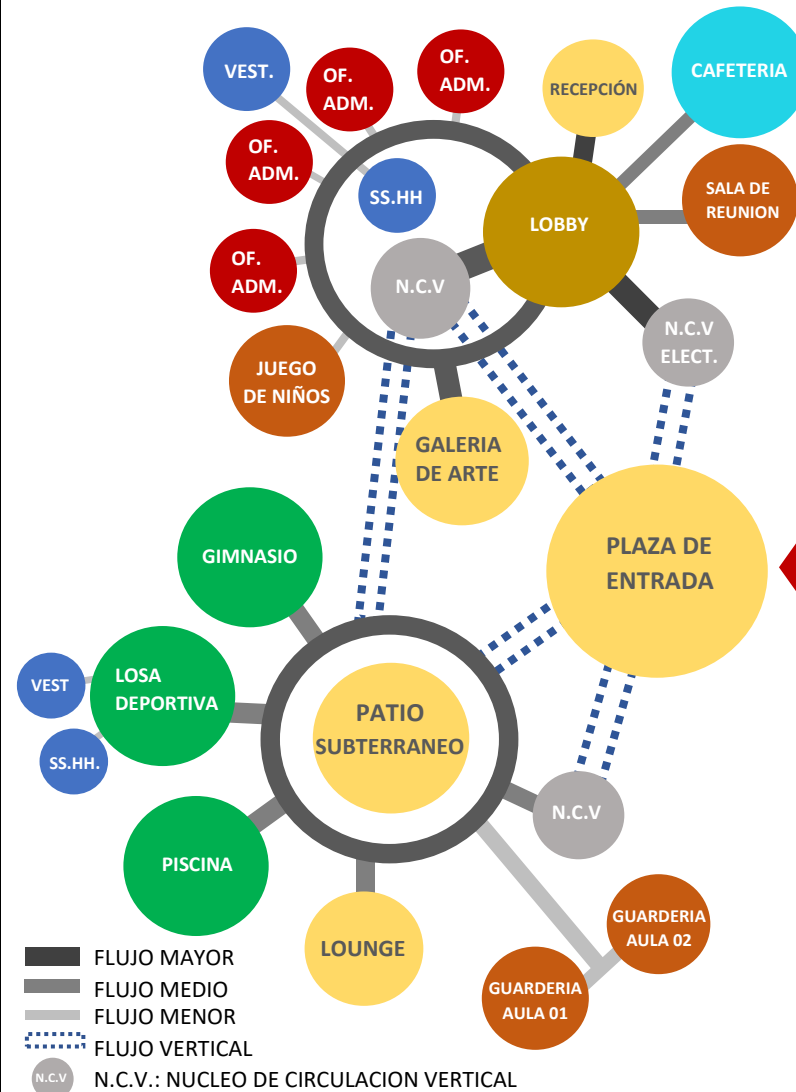 VEST.
OF.
ADM.
OF.
ADM.
RECEPCIÓN
CAFETERIA
OF.
ADM.
SS.HH
LOBBY
SALA DE
REUNION
OF.
ADM.
N.C.V
N.C.V
ELECT.
JUEGO
DE NIÑOS
GALERIA
DE ARTE
GIMNASIO
PLAZA DE
ENTRADA
VEST
LOSA
DEPORTIVA
SS.HH.
PATIO
SUBTERRANEO
N.C.V
PISCINA
LOUNGE
GUARDERIA
AULA 02
GUARDERIA
AULA 01
FLUJO MAYOR
FLUJO MEDIO
FLUJO MENOR
FLUJO VERTICAL
N.C.V N.C.V.: NUCLEO DE CIRCULACION VERTICAL